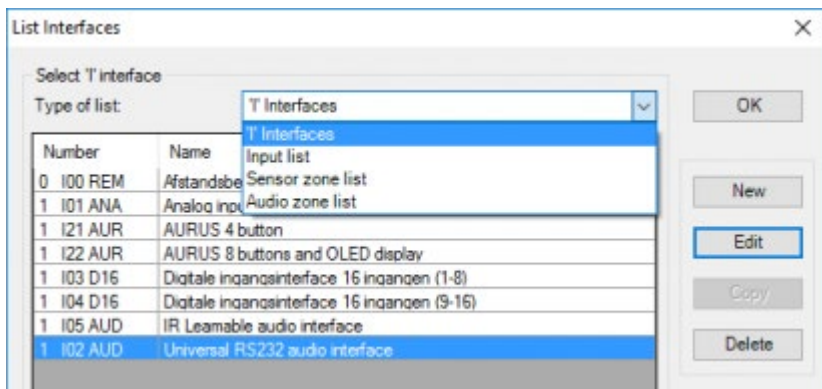 List Interfaces
Select 'I' interface
Type of list:
'I' Interfaces
OK
'I' Interfaces
Input list
Sensor zone list
Audio zone list
Number Name
0 I00 REM Afstandsbe
1 I01 ANA Analog inpu
1 I21 AUR AURUS 4 button
1 I22 AUR AURUS 8 buttons and OLED display
1 I03 D16 Digitale ingangsinterface 16 ingangen (1-8)
1 I04 D16 Digitale ingangsinterface 16 ingangen (9-16)
1 I05 AUD IR Learnable audio interface
1 I02 AUD Universal RS232 audio interface
New
Edit
Copy
Delete